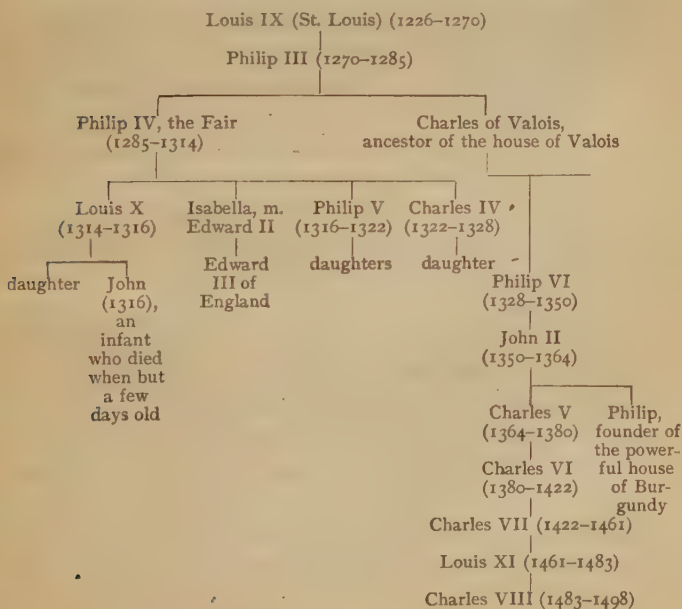 Louis IX (St. Louis) (1226–1270)
Philip III (1270–1285)
Philip IV, the Fair
(1285–1314)
Charles of Valois,
ancestor of the house of Valois
Louis X
(1314–1316)
Isabella, m.
Edward II
Philip V
(1316–1322)
Charles IV
(1322–1328)
daughter
John
(1316),
an
infant
who died
when but
a few
days old
Edward
III of
England
daughters
daughter
Philip VI
(1328–1350)
John II
(1350–1364)
Charles V
(1364–1380)
Philip,
founder of
the power-
ful house
of Bur-
gundy
Charles VI
(1380–1422)
Charles VII (1422–1461)
Louis XI (1461–1483)
Charles VIII (1483–1498)